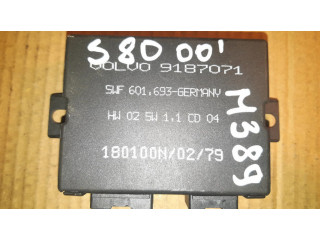 S80 00'
VOLVO 9187071
SWF 601.693-GERMANY
HW 02 SW 1.1 CD 04
180100N/02/79
M389